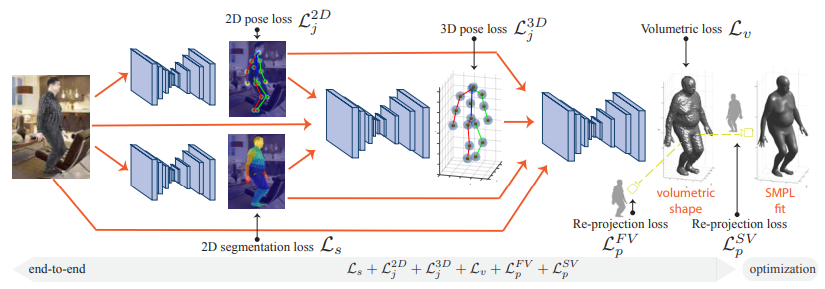 2D pose loss $\mathcal{L}_j^{2D}$
3D pose loss $\mathcal{L}_j^{3D}$
Volumetric loss $\mathcal{L}_v$
volumetric
shape
SMPL
fit
Re-projection loss
$\mathcal{L}_p^{FV}$
Re-projection loss
$\mathcal{L}_p^{SV}$
2D segmentation loss $\mathcal{L}_s$
end-to-end
$\mathcal{L}_s + \mathcal{L}_j^{2D} + \mathcal{L}_j^{3D} + \mathcal{L}_v + \mathcal{L}_p^{FV} + \mathcal{L}_p^{SV}$
optimization